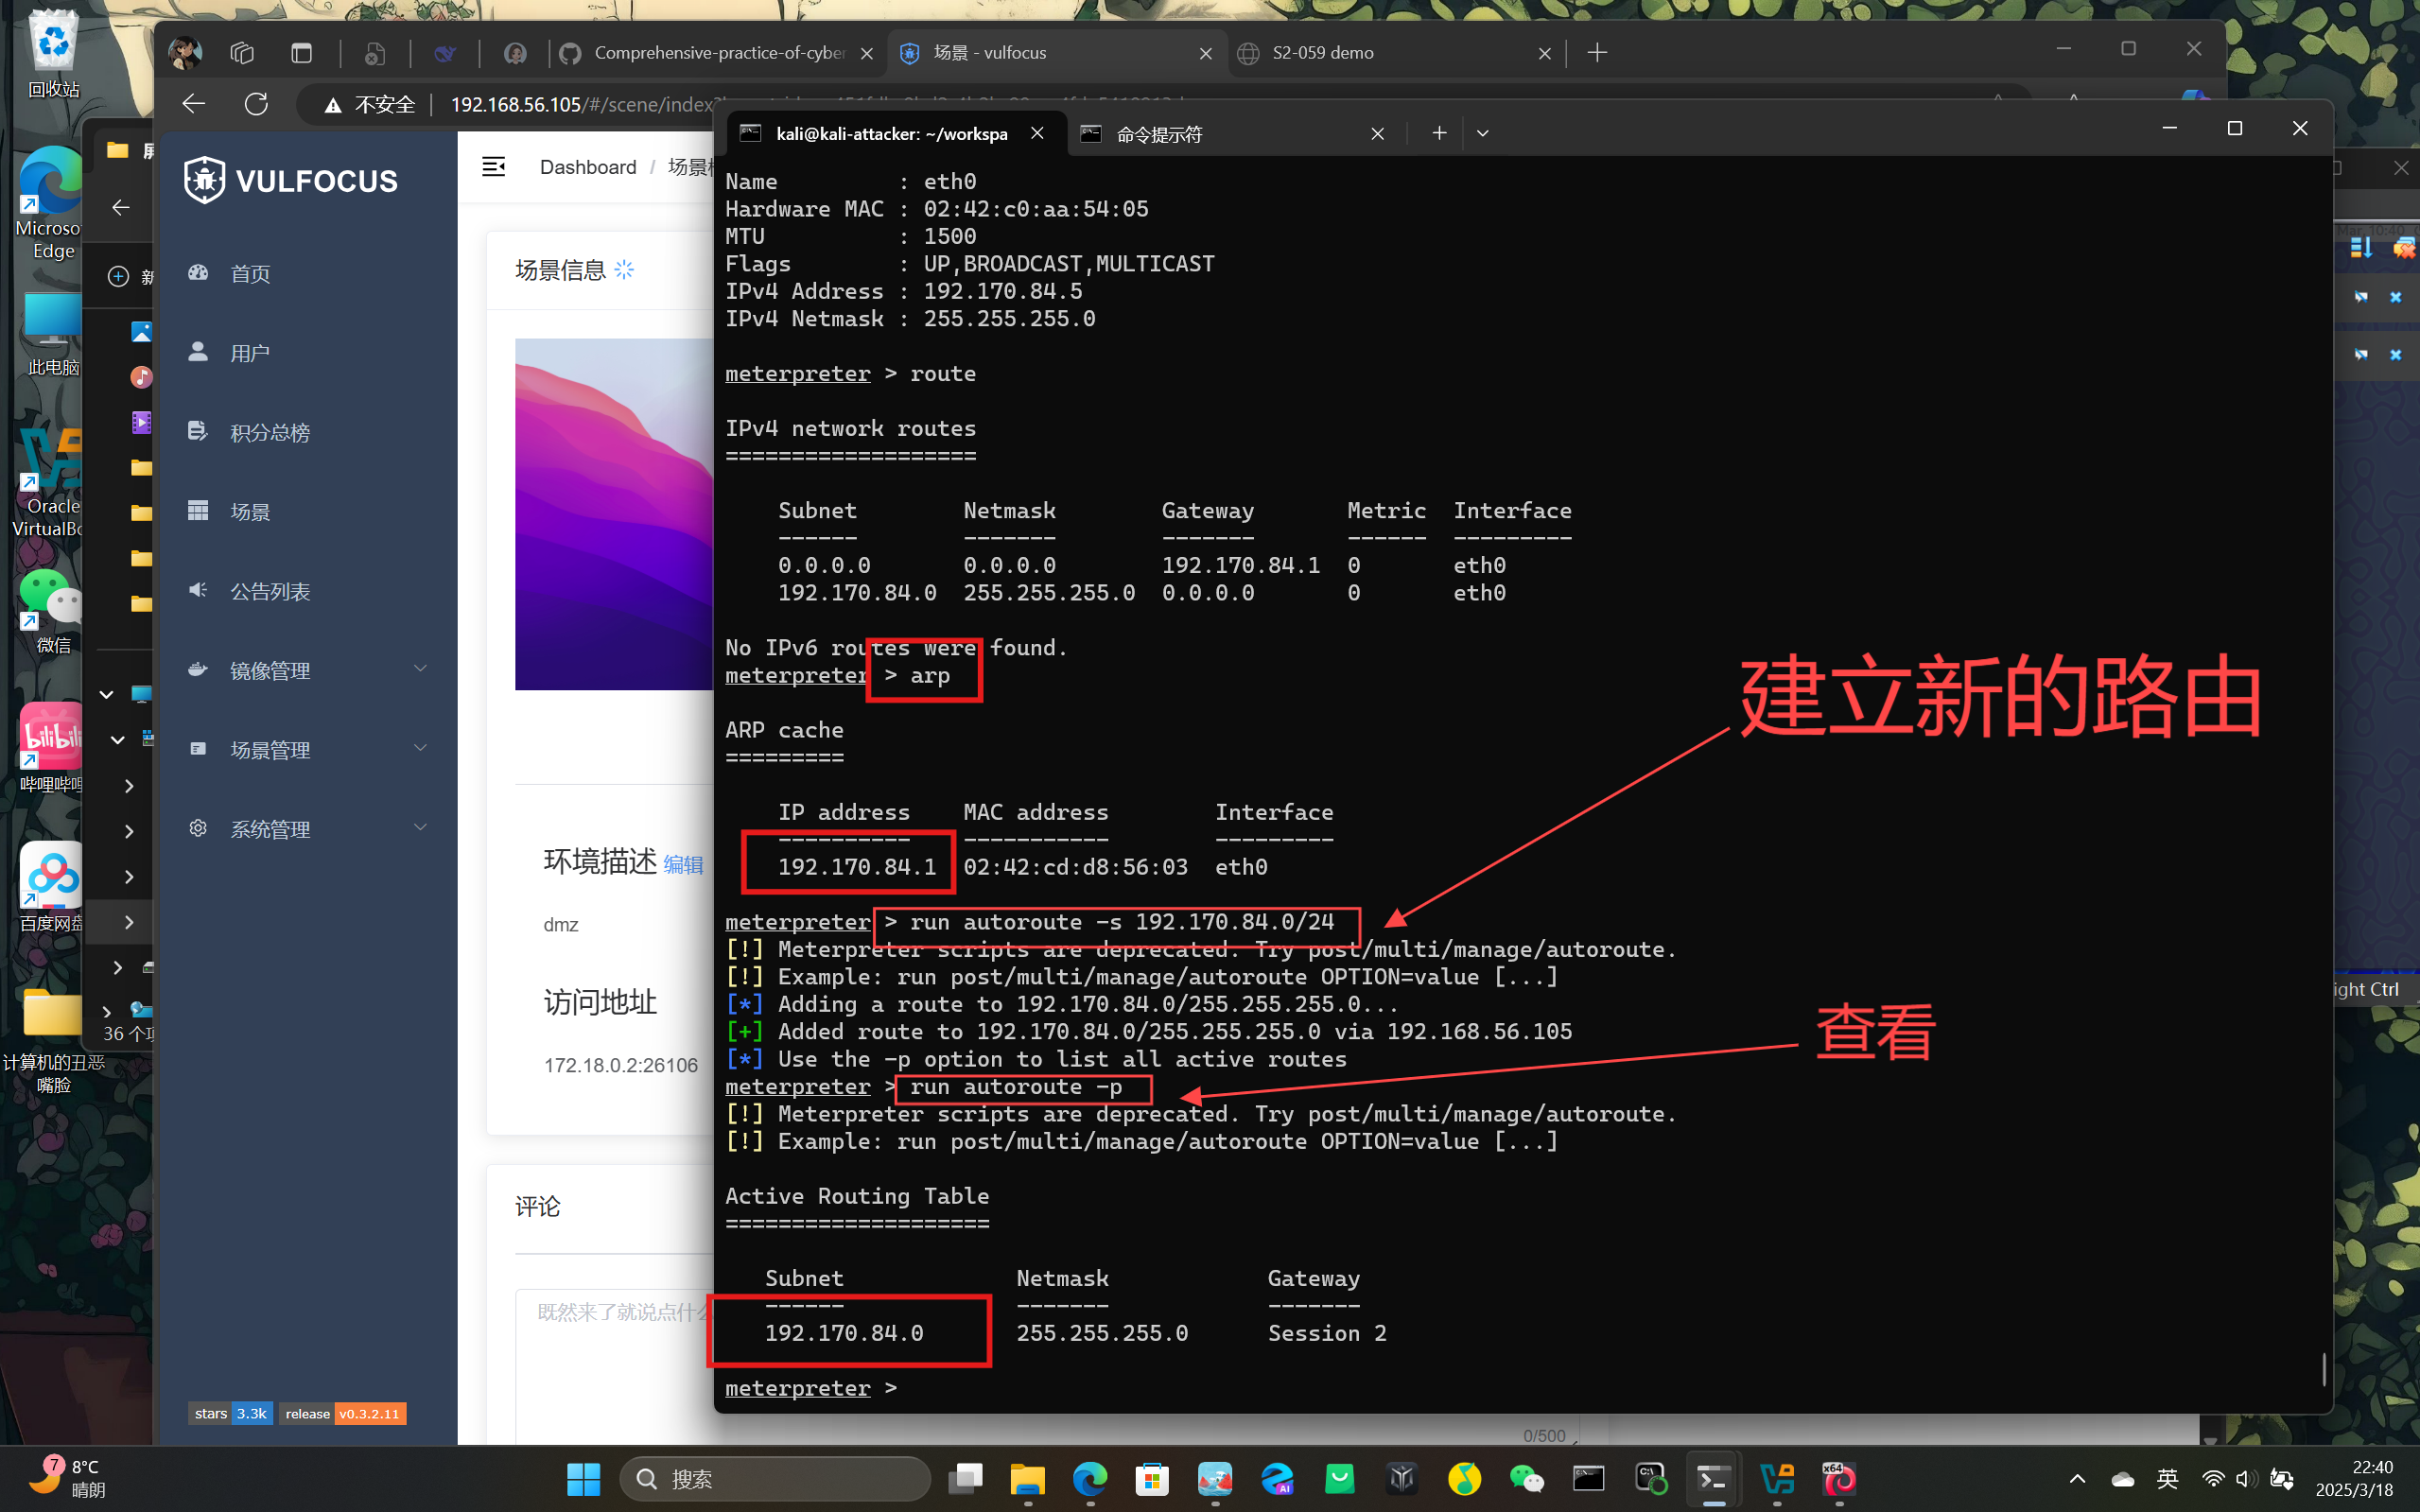 回收站
Microso
Edge
此电脑
Oracle
VirtualBo
微信
哔哩哔哩
百度网盘
计算机的丑恶
嘴脸
新
36 个项
Comprehensive-practice-of-cyber
场景 - vulfocus
S2-059 demo
不安全
192.168.56.105/#/scene/index
VULFOCUS
首页
用户
积分总榜
场景
公告列表
镜像管理
场景管理
系统管理
stars 3.3k release v0.3.2.11
Dashboard / 场景
场景信息
环境描述 编辑
dmz
访问地址
172.18.0.2:26106
评论
既然来了就说点什么
0/500
kali@kali-attacker: ~/workspa
命令提示符
Name : eth0
Hardware MAC : 02:42:c0:aa:54:05
MTU : 1500
Flags : UP,BROADCAST,MULTICAST
IPv4 Address : 192.170.84.5
IPv4 Netmask : 255.255.255.0
meterpreter > route
IPv4 network routes
===================
Subnet Netmask Gateway Metric Interface
------ ------- ------- ------ ---------
0.0.0.0 0.0.0.0 192.170.84.1 0 eth0
192.170.84.0 255.255.255.0 0.0.0.0 0 eth0
No IPv6 routes were found.
meterpreter > arp
ARP cache
=========
IP address MAC address Interface
---------- ----------- ---------
192.170.84.1 02:42:cd:d8:56:03 eth0
meterpreter > run autoroute -s 192.170.84.0/24
[!] Meterpreter scripts are deprecated. Try post/multi/manage/autoroute.
[!] Example: run post/multi/manage/autoroute OPTION=value [...]
[*] Adding a route to 192.170.84.0/255.255.255.0...
[+] Added route to 192.170.84.0/255.255.255.0 via 192.168.56.105
[*] Use the -p option to list all active routes
meterpreter > run autoroute -p
[!] Meterpreter scripts are deprecated. Try post/multi/manage/autoroute.
[!] Example: run post/multi/manage/autoroute OPTION=value [...]
Active Routing Table
====================
Subnet Netmask Gateway
------ ------- -------
192.170.84.0 255.255.255.0 Session 2
meterpreter >
建立新的路由
查看
ight Ctrl
7
8°C
晴朗
搜索
英
22:40
2025/3/18